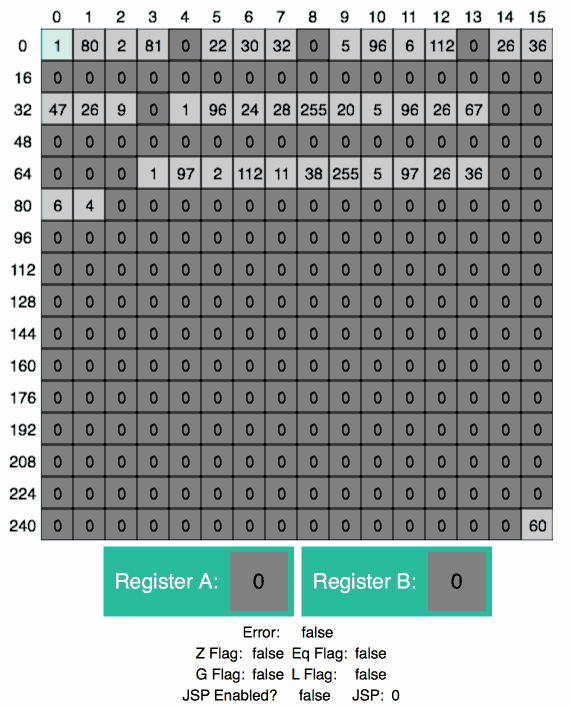 0 1 2 3 4 5 6 7 8 9 10 11 12 13 14 15
0 1 80 2 81 0 22 30 32 0 5 96 6 112 0 26 36
16 0 0 0 0 0 0 0 0 0 0 0 0 0 0 0 0
32 47 26 9 0 1 96 24 28 255 20 5 96 26 67 0 0
48 0 0 0 0 0 0 0 0 0 0 0 0 0 0 0 0
64 0 0 0 1 97 2 112 11 38 255 5 97 26 36 0 0
80 6 4 0 0 0 0 0 0 0 0 0 0 0 0 0 0
96 0 0 0 0 0 0 0 0 0 0 0 0 0 0 0 0
112 0 0 0 0 0 0 0 0 0 0 0 0 0 0 0 0
128 0 0 0 0 0 0 0 0 0 0 0 0 0 0 0 0
144 0 0 0 0 0 0 0 0 0 0 0 0 0 0 0 0
160 0 0 0 0 0 0 0 0 0 0 0 0 0 0 0 0
176 0 0 0 0 0 0 0 0 0 0 0 0 0 0 0 0
192 0 0 0 0 0 0 0 0 0 0 0 0 0 0 0 0
208 0 0 0 0 0 0 0 0 0 0 0 0 0 0 0 0
224 0 0 0 0 0 0 0 0 0 0 0 0 0 0 0 0
240 0 0 0 0 0 0 0 0 0 0 0 0 0 0 0 60
Register A: 0 Register B: 0
Error: false
Z Flag: false Eq Flag: false
G Flag: false L Flag: false
JSP Enabled? false JSP: 0